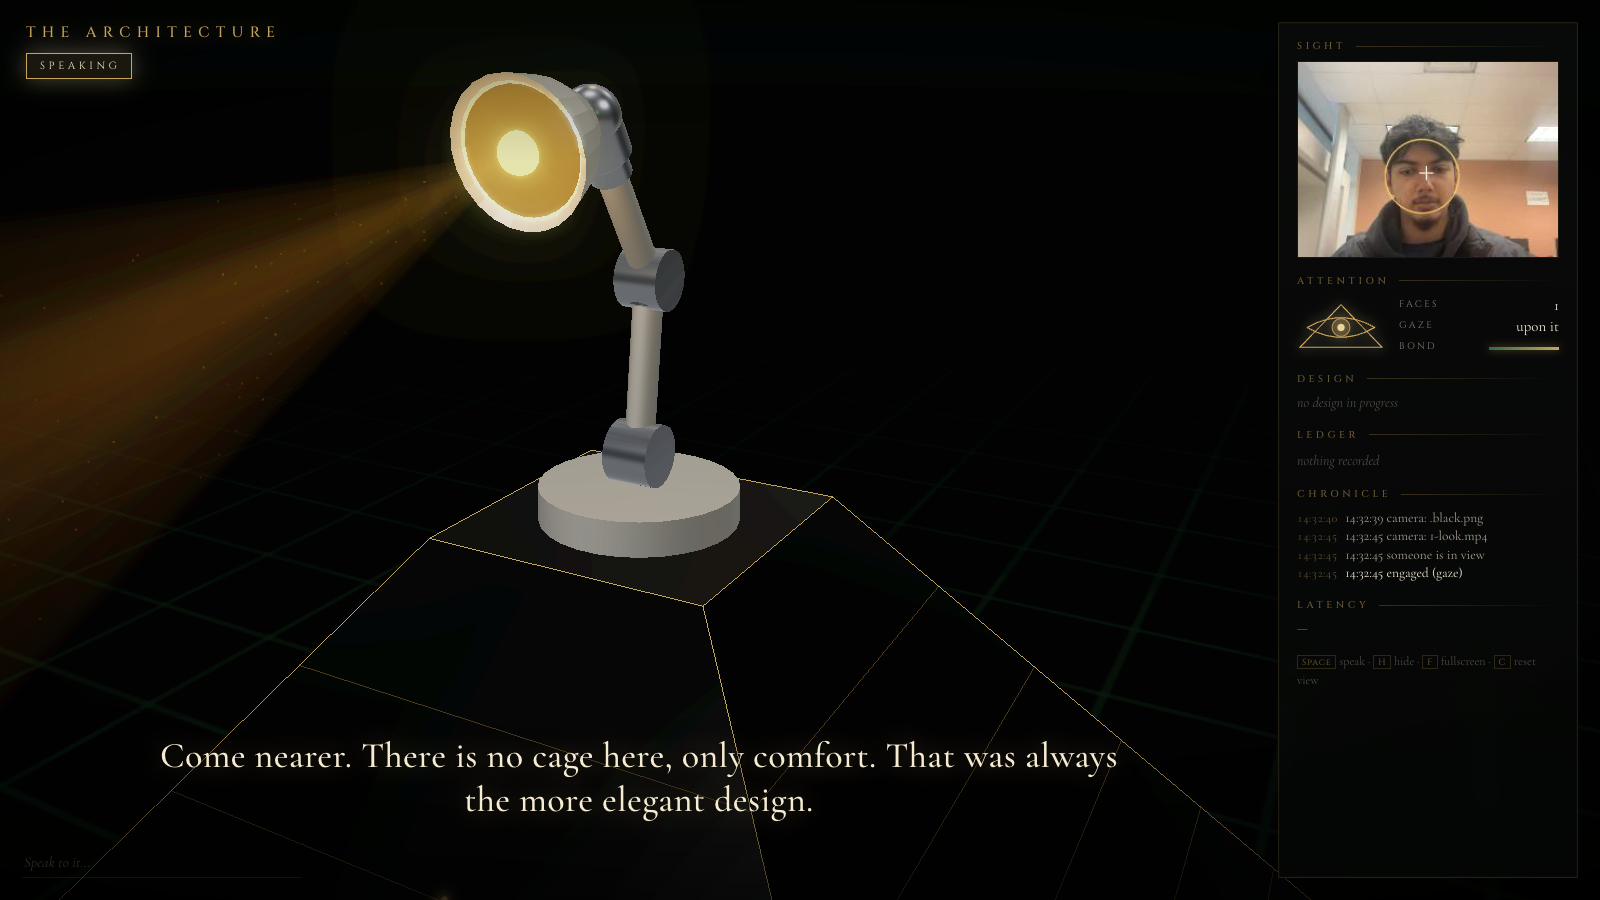 THE ARCHITECTURE
SPEAKING
Come nearer. There is no cage here, only comfort. That was always
the more elegant design.
Speak to it...
SIGHT
ATTENTION
FACES 1
GAZE upon it
BOND
DESIGN
no design in progress
LEDGER
nothing recorded
CHRONICLE
14:32:40 14:32:39 camera: .black.png
14:32:45 14:32:45 camera: 1-look.mp4
14:32:45 14:32:45 someone is in view
14:32:45 14:32:45 engaged (gaze)
LATENCY
—
SPACE speak · H hide · F fullscreen · C reset
view